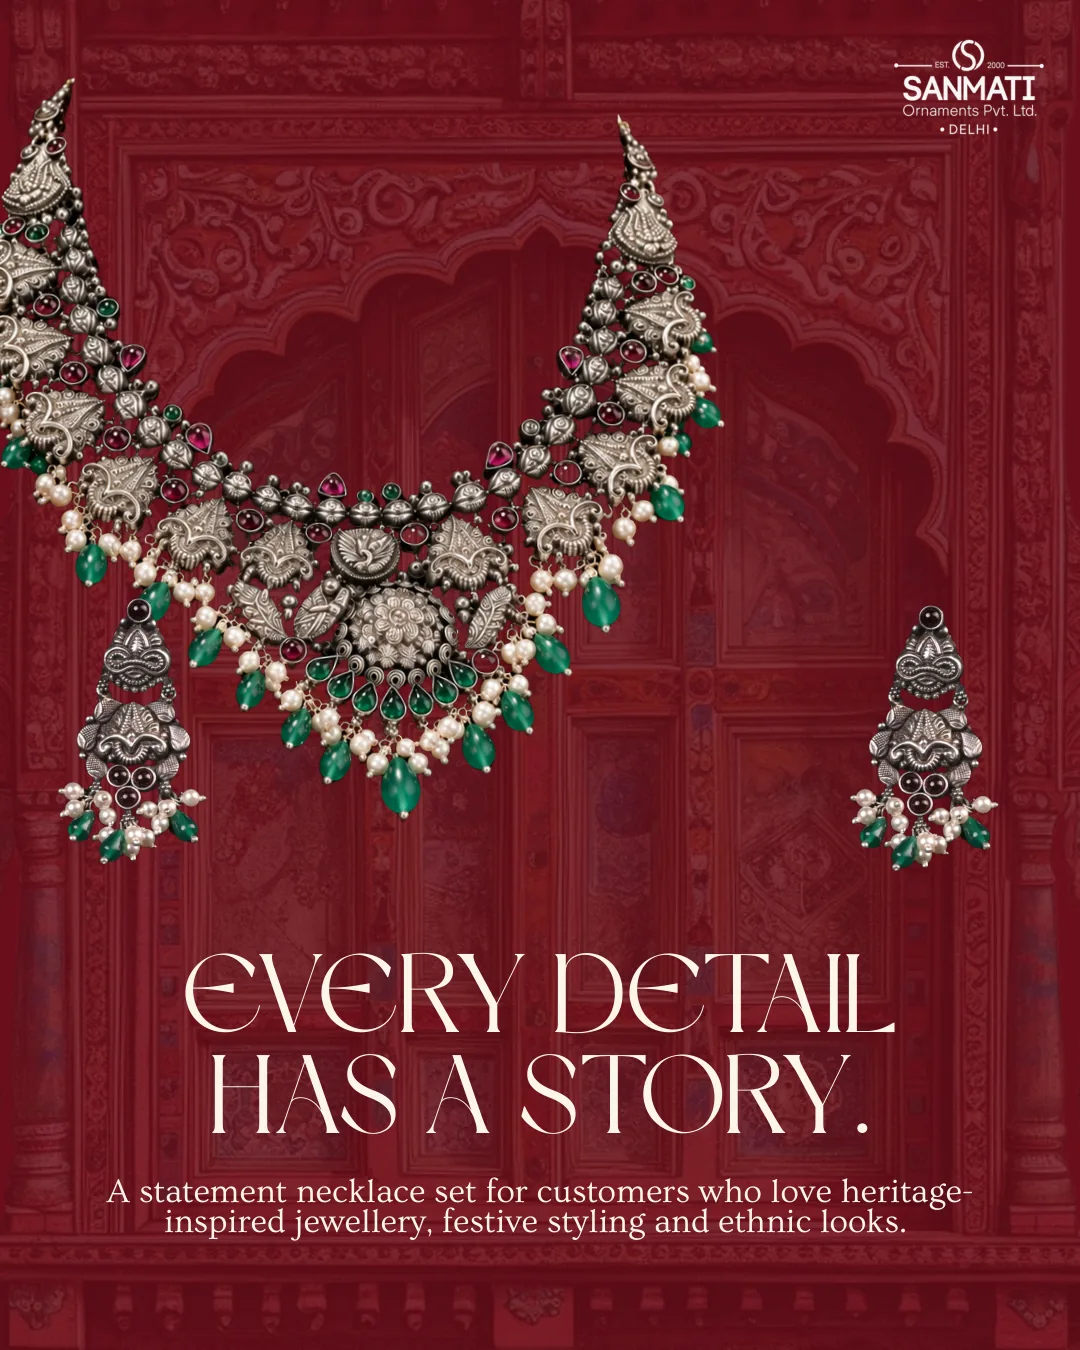 EST. 2000
SANMATI
Ornaments Pvt. Ltd.
• DELHI •
EVERY DETAIL
HAS A STORY.
A statement necklace set for customers who love heritage-
inspired jewellery, festive styling and ethnic looks.